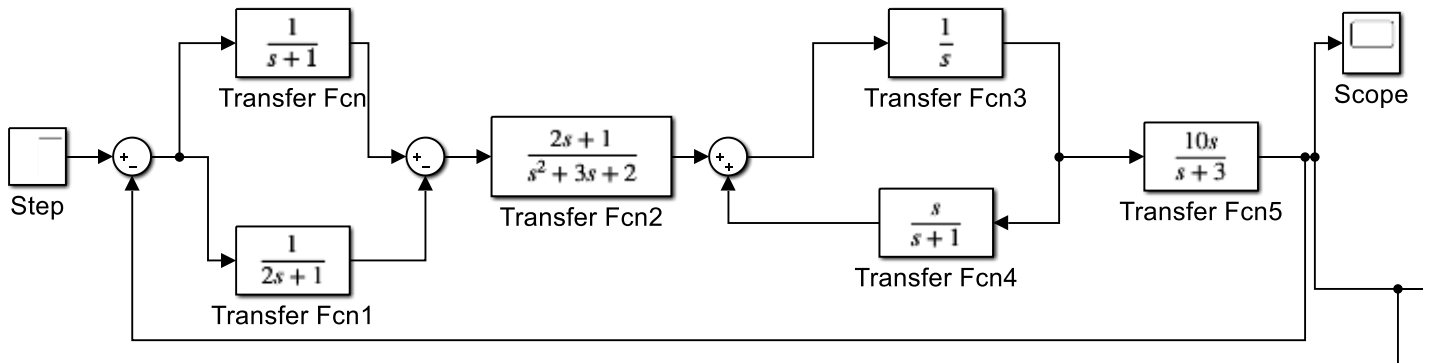 1
s + 1
Transfer Fcn
1
s
Transfer Fcn3
Scope
+
−
+
−
2s + 1
s² + 3s + 2
Transfer Fcn2
+
+
10s
s + 3
Transfer Fcn5
Step
s
s + 1
Transfer Fcn4
1
2s + 1
Transfer Fcn1